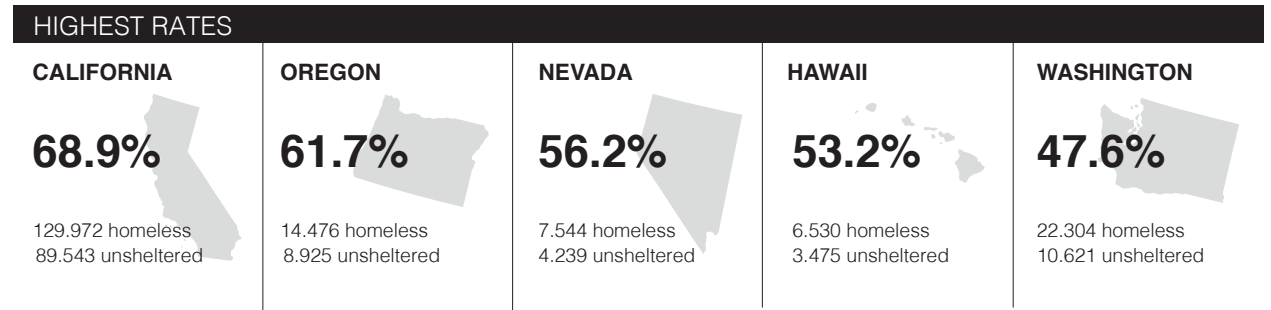 HIGHEST RATES
CALIFORNIA
68.9%
129.972 homeless
89.543 unsheltered
OREGON
61.7%
14.476 homeless
8.925 unsheltered
NEVADA
56.2%
7.544 homeless
4.239 unsheltered
HAWAII
53.2%
6.530 homeless
3.475 unsheltered
WASHINGTON
47.6%
22.304 homeless
10.621 unsheltered